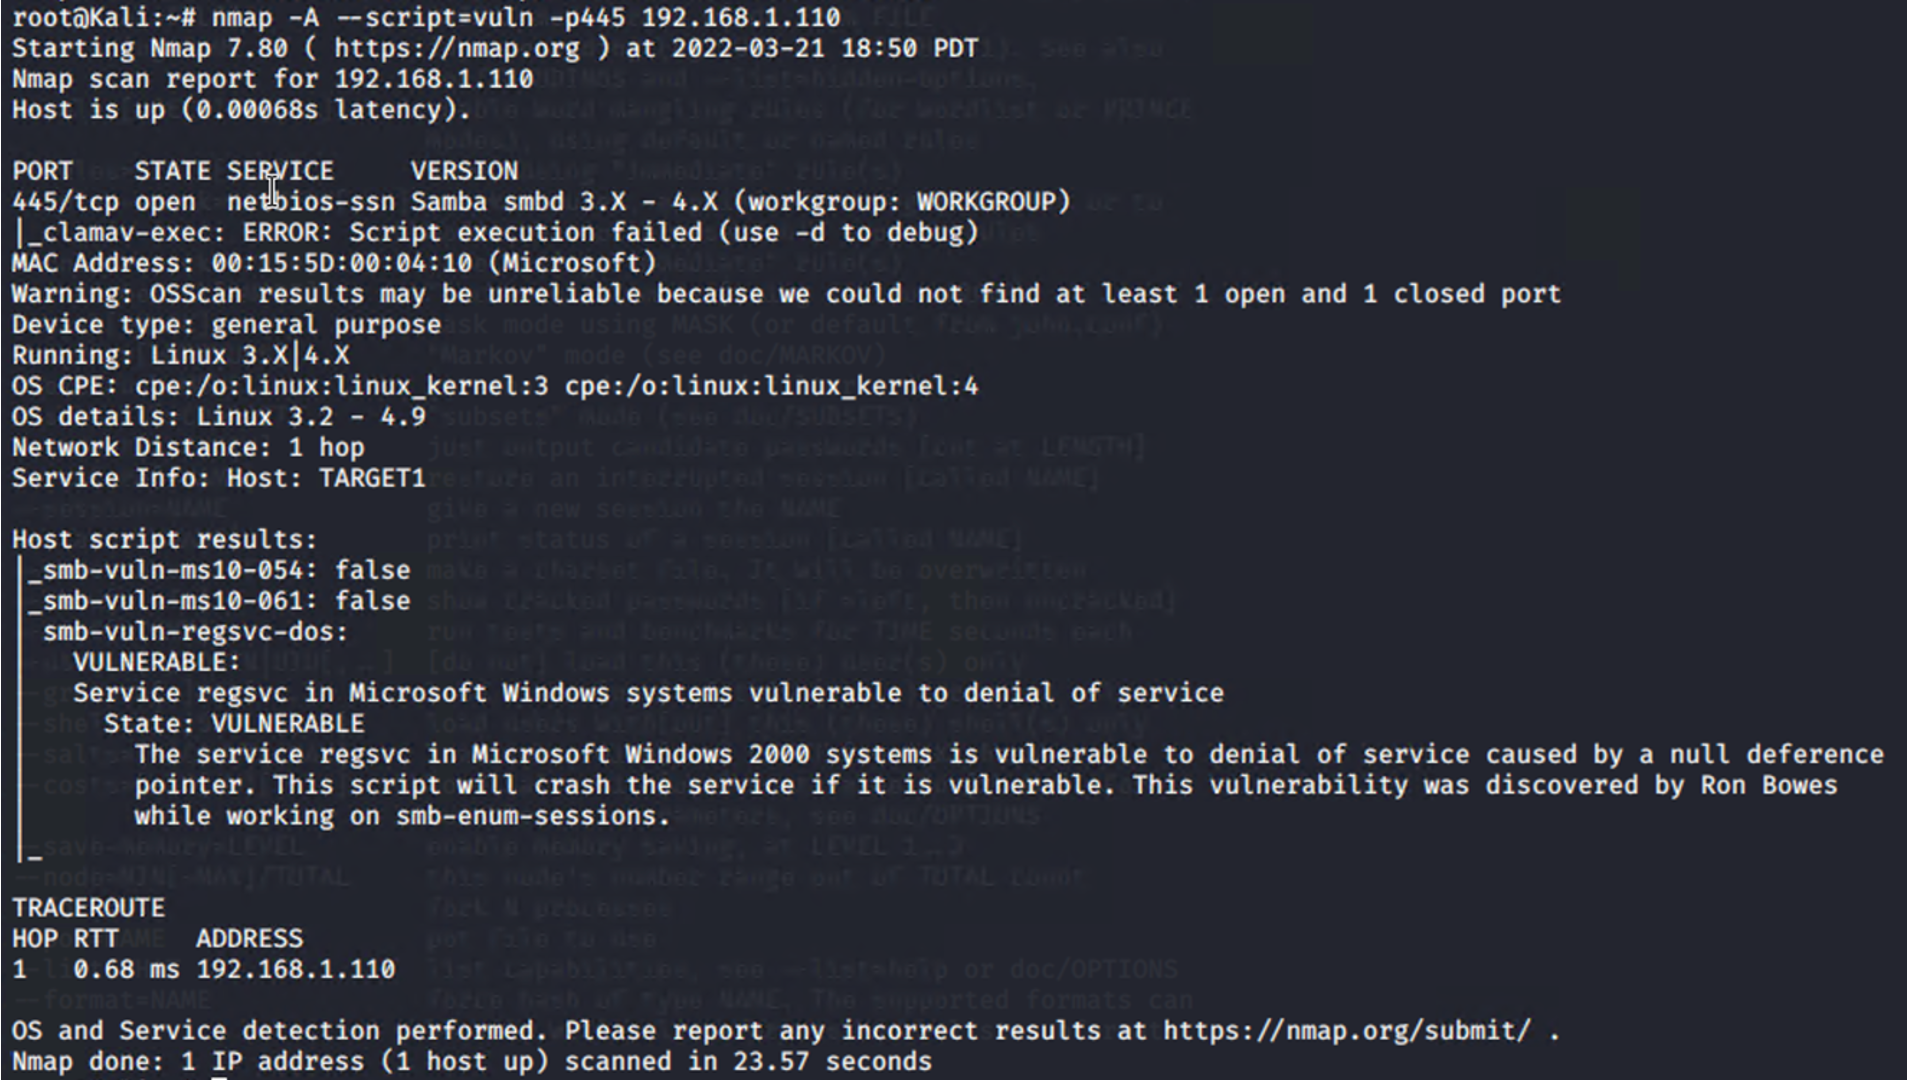 root@Kali:~# nmap -A --script=vuln -p445 192.168.1.110
Starting Nmap 7.80 ( https://nmap.org ) at 2022-03-21 18:50 PDT
Nmap scan report for 192.168.1.110
Host is up (0.00068s latency).
PORT    STATE SERVICE     VERSION
445/tcp open  netbios-ssn Samba smbd 3.X - 4.X (workgroup: WORKGROUP)
|_clamav-exec: ERROR: Script execution failed (use -d to debug)
MAC Address: 00:15:5D:00:04:10 (Microsoft)
Warning: OSScan results may be unreliable because we could not find at least 1 open and 1 closed port
Device type: general purpose
Running: Linux 3.X|4.X
OS CPE: cpe:/o:linux:linux_kernel:3 cpe:/o:linux:linux_kernel:4
OS details: Linux 3.2 - 4.9
Network Distance: 1 hop
Service Info: Host: TARGET1
Host script results:
|_smb-vuln-ms10-054: false
|_smb-vuln-ms10-061: false
| smb-vuln-regsvc-dos:
|   VULNERABLE:
|   Service regsvc in Microsoft Windows systems vulnerable to denial of service
|     State: VULNERABLE
|       The service regsvc in Microsoft Windows 2000 systems is vulnerable to denial of service caused by a null deference
|       pointer. This script will crash the service if it is vulnerable. This vulnerability was discovered by Ron Bowes
|       while working on smb-enum-sessions.
|_
TRACEROUTE
HOP RTT     ADDRESS
1   0.68 ms 192.168.1.110
OS and Service detection performed. Please report any incorrect results at https://nmap.org/submit/ .
Nmap done: 1 IP address (1 host up) scanned in 23.57 seconds